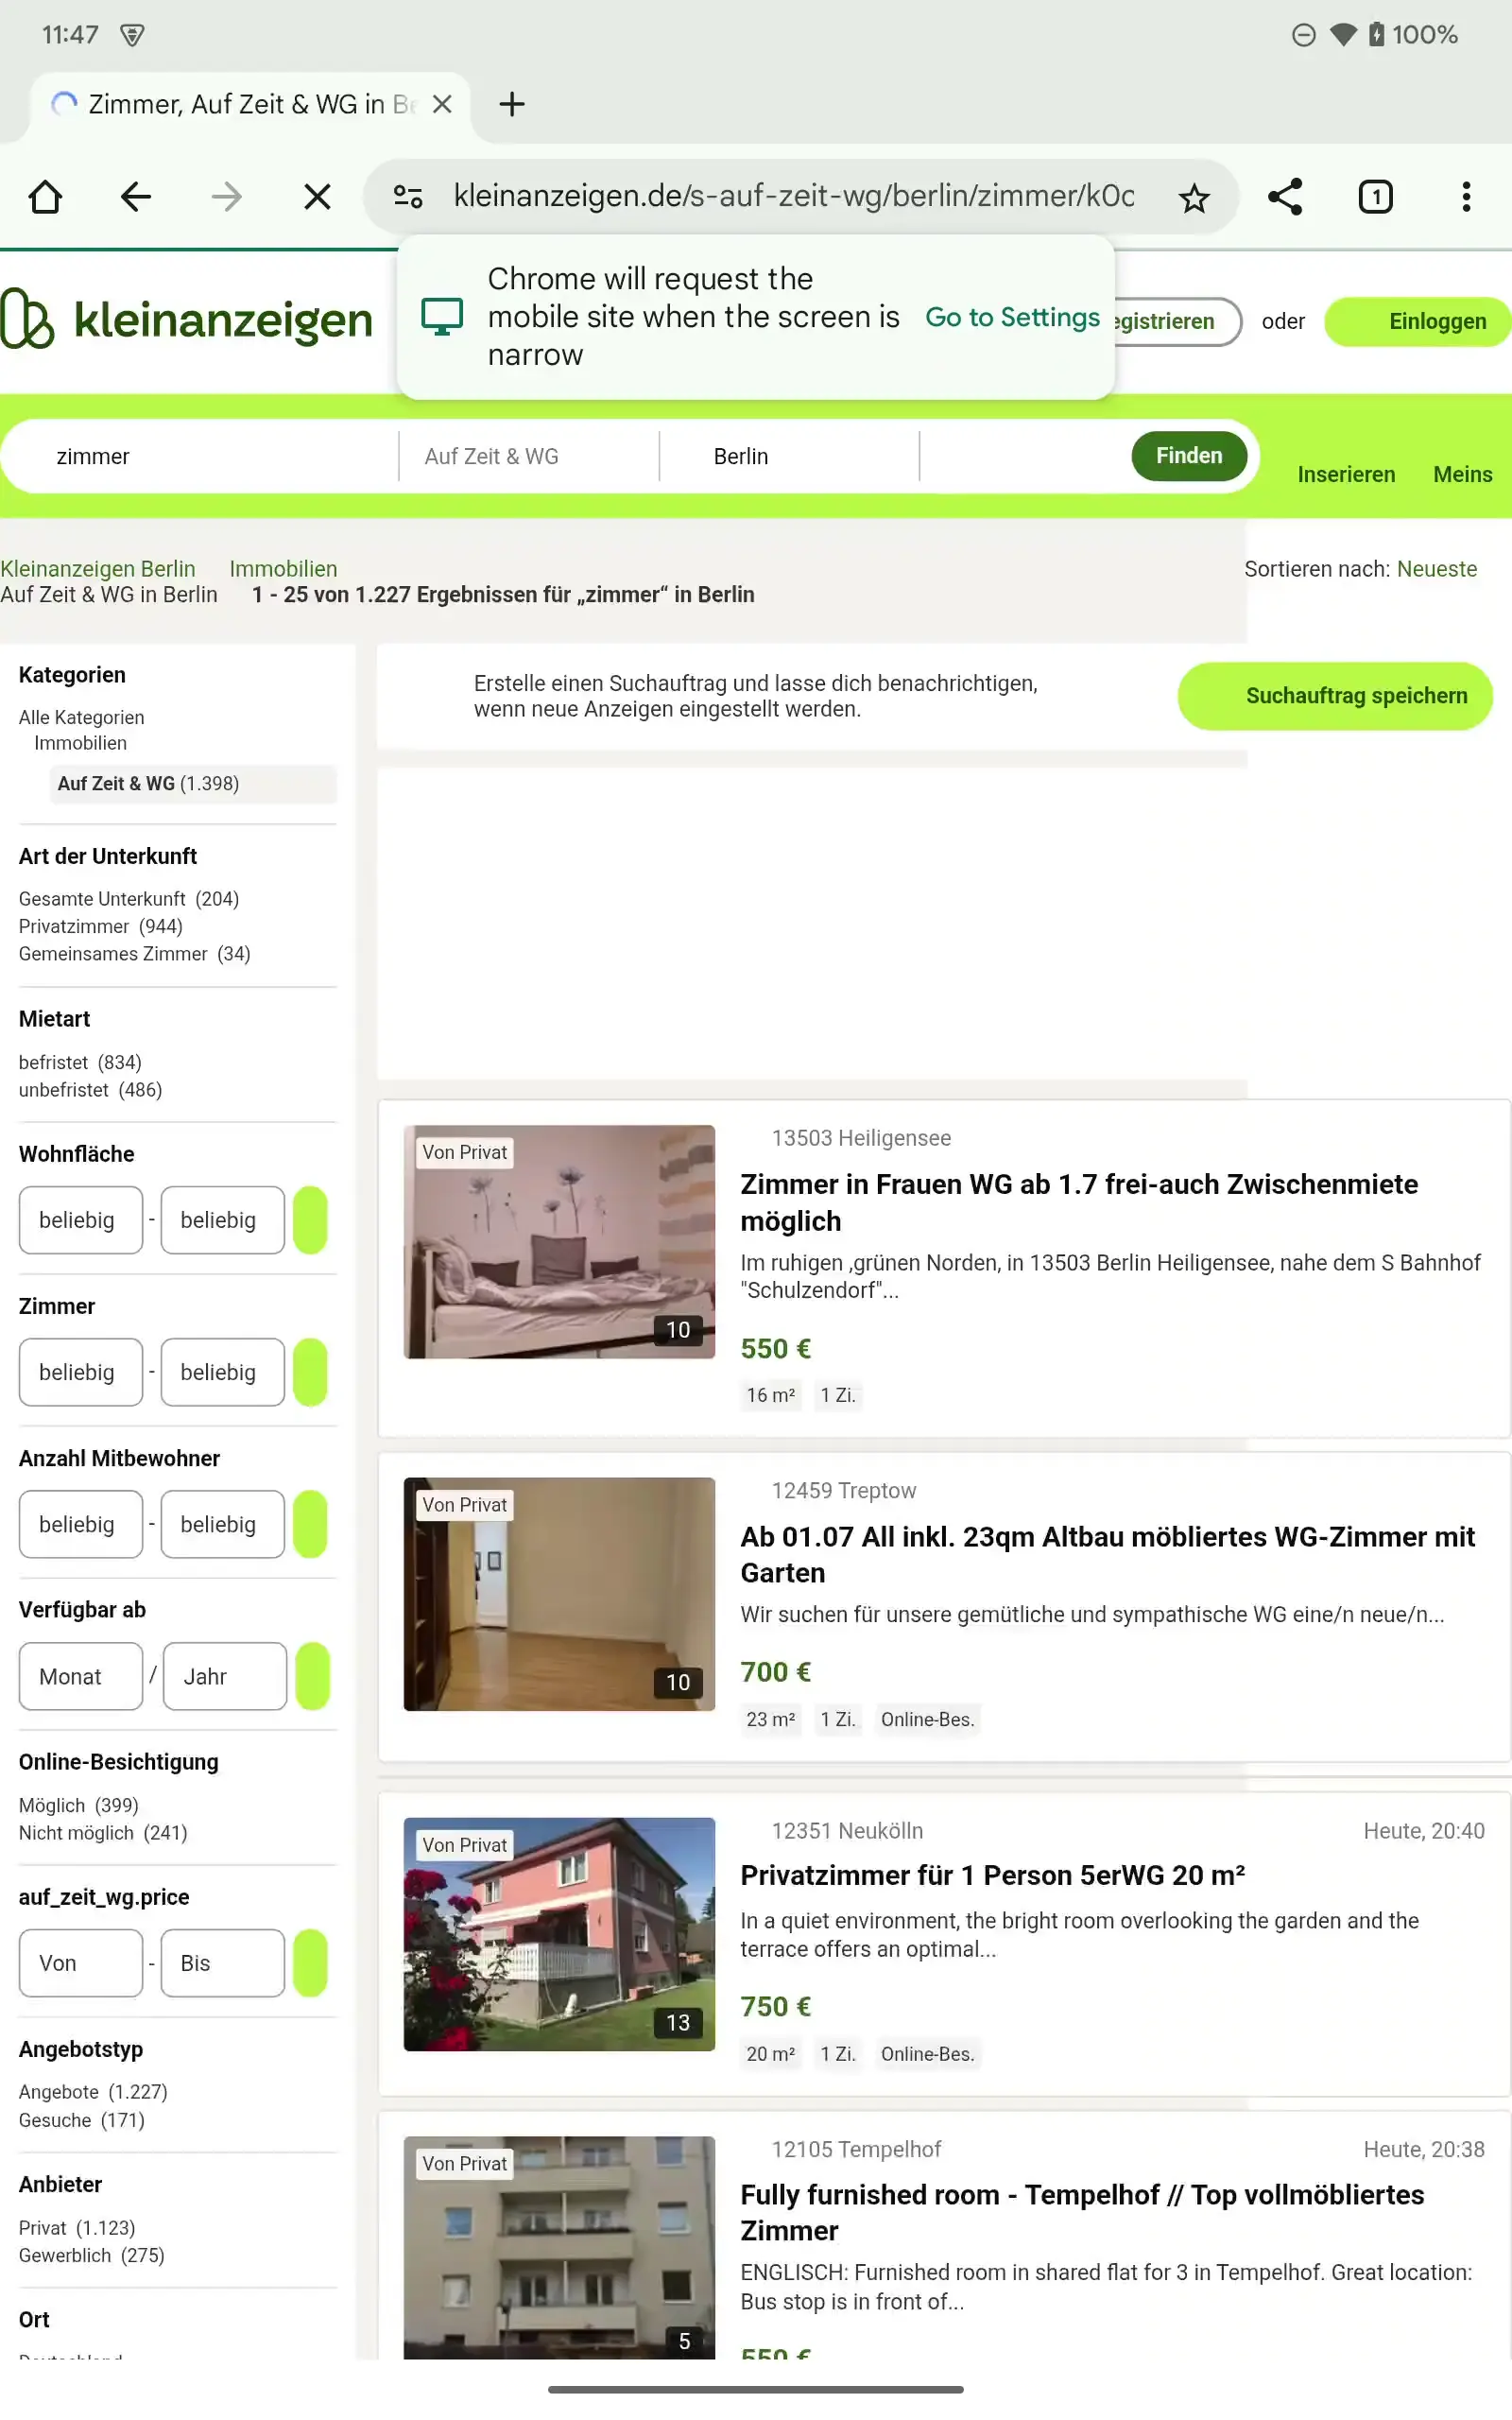 11:47
100%
Zimmer, Auf Zeit & WG in Be
kleinanzeigen.de/s-auf-zeit-wg/berlin/zimmer/k0c
1
Chrome will request the
mobile site when the screen is
narrow
Go to Settings
kleinanzeigen
egistrieren
oder
Einloggen
zimmer
Auf Zeit & WG
Berlin
Finden
Inserieren
Meins
Kleinanzeigen Berlin Immobilien
Auf Zeit & WG in Berlin 1 - 25 von 1.227 Ergebnissen für „zimmer“ in Berlin
Sortieren nach: Neueste
Kategorien
Alle Kategorien
Immobilien
Auf Zeit & WG (1.398)
Art der Unterkunft
Gesamte Unterkunft (204)
Privatzimmer (944)
Gemeinsames Zimmer (34)
Mietart
befristet (834)
unbefristet (486)
Wohnfläche
beliebig - beliebig
Zimmer
beliebig - beliebig
Anzahl Mitbewohner
beliebig - beliebig
Verfügbar ab
Monat / Jahr
Online-Besichtigung
Möglich (399)
Nicht möglich (241)
auf_zeit_wg.price
Von - Bis
Angebotstyp
Angebote (1.227)
Gesuche (171)
Anbieter
Privat (1.123)
Gewerblich (275)
Ort
Erstelle einen Suchauftrag und lasse dich benachrichtigen,
wenn neue Anzeigen eingestellt werden.
Suchauftrag speichern
Von Privat
10
13503 Heiligensee
Zimmer in Frauen WG ab 1.7 frei-auch Zwischenmiete
möglich
Im ruhigen ,grünen Norden, in 13503 Berlin Heiligensee, nahe dem S Bahnhof
"Schulzendorf"...
550 €
16 m² 1 Zi.
Von Privat
10
12459 Treptow
Ab 01.07 All inkl. 23qm Altbau möbliertes WG-Zimmer mit
Garten
Wir suchen für unsere gemütliche und sympathische WG eine/n neue/n...
700 €
23 m² 1 Zi. Online-Bes.
Von Privat
13
12351 Neukölln
Heute, 20:40
Privatzimmer für 1 Person 5erWG 20 m²
In a quiet environment, the bright room overlooking the garden and the
terrace offers an optimal...
750 €
20 m² 1 Zi. Online-Bes.
Von Privat
5
12105 Tempelhof
Heute, 20:38
Fully furnished room - Tempelhof // Top vollmöbliertes
Zimmer
ENGLISCH: Furnished room in shared flat for 3 in Tempelhof. Great location:
Bus stop is in front of...
550 €